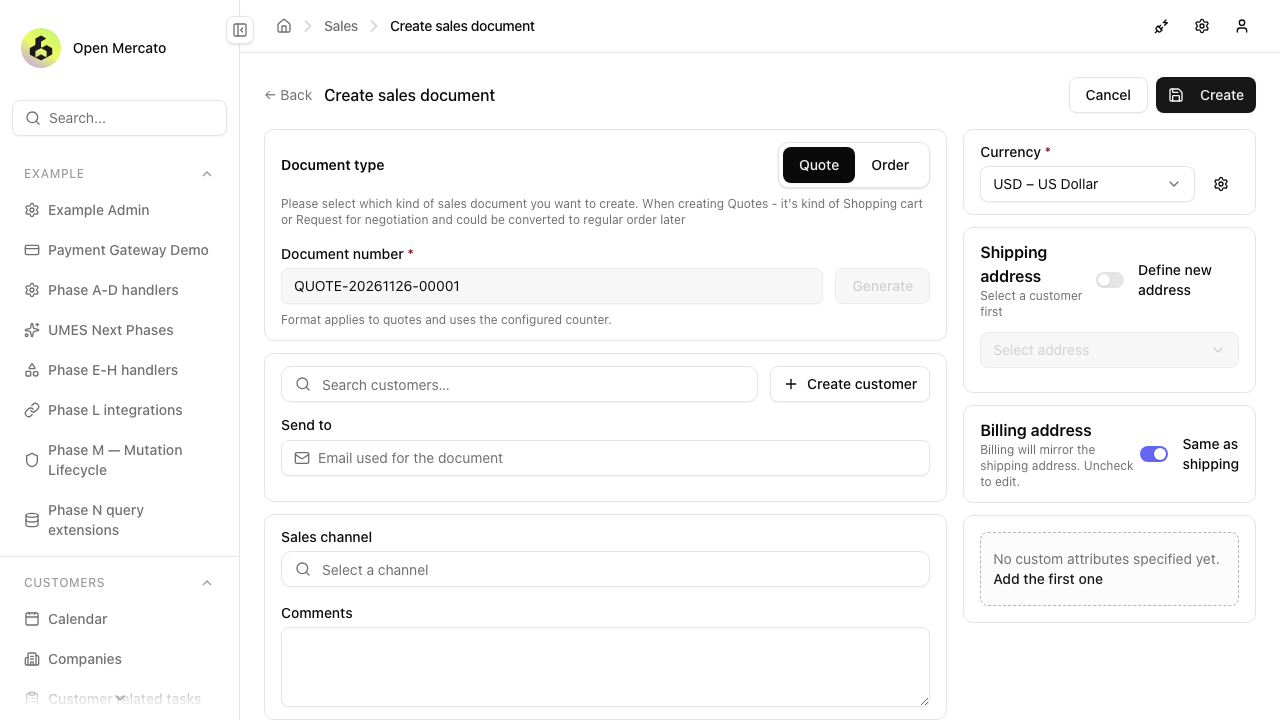 Open Mercato
Search...
EXAMPLE
Example Admin
Payment Gateway Demo
Phase A-D handlers
UMES Next Phases
Phase E-H handlers
Phase L integrations
Phase M — Mutation
Lifecycle
Phase N query
extensions
CUSTOMERS
Calendar
Companies
Customer related tasks
Sales
Create sales document
← Back
Create sales document
Cancel
Create
Document type
Quote
Order
Please select which kind of sales document you want to create. When creating Quotes - it's kind of Shopping cart
or Request for negotiation and could be converted to regular order later
Document number *
QUOTE-20261126-00001
Generate
Format applies to quotes and uses the configured counter.
Search customers…
Create customer
Send to
Email used for the document
Sales channel
Select a channel
Comments
Currency *
USD – US Dollar
Shipping
address
Select a customer
first
Define new
address
Select address
Billing address
Billing will mirror the
shipping address. Uncheck
to edit.
Same as
shipping
No custom attributes specified yet.
Add the first one